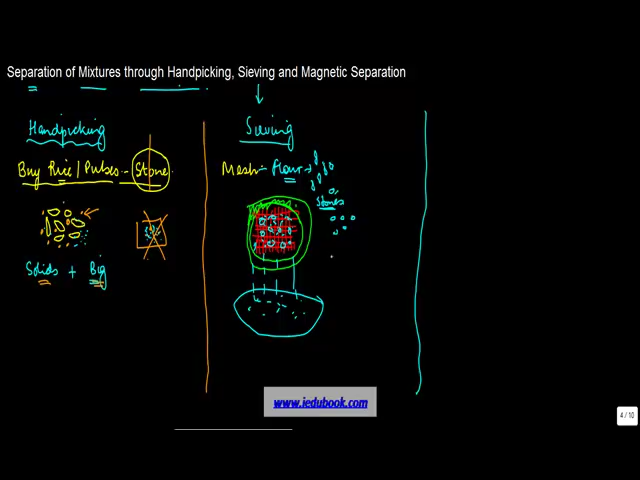 Separation of Mixtures through Handpicking, Sieving and Magnetic Separation
Handpicking
Buy Rice / Pulses - Stone
Solids + Big
Sieving
Mesh - flour +
Stones
www.iedubook.com
4 / 10